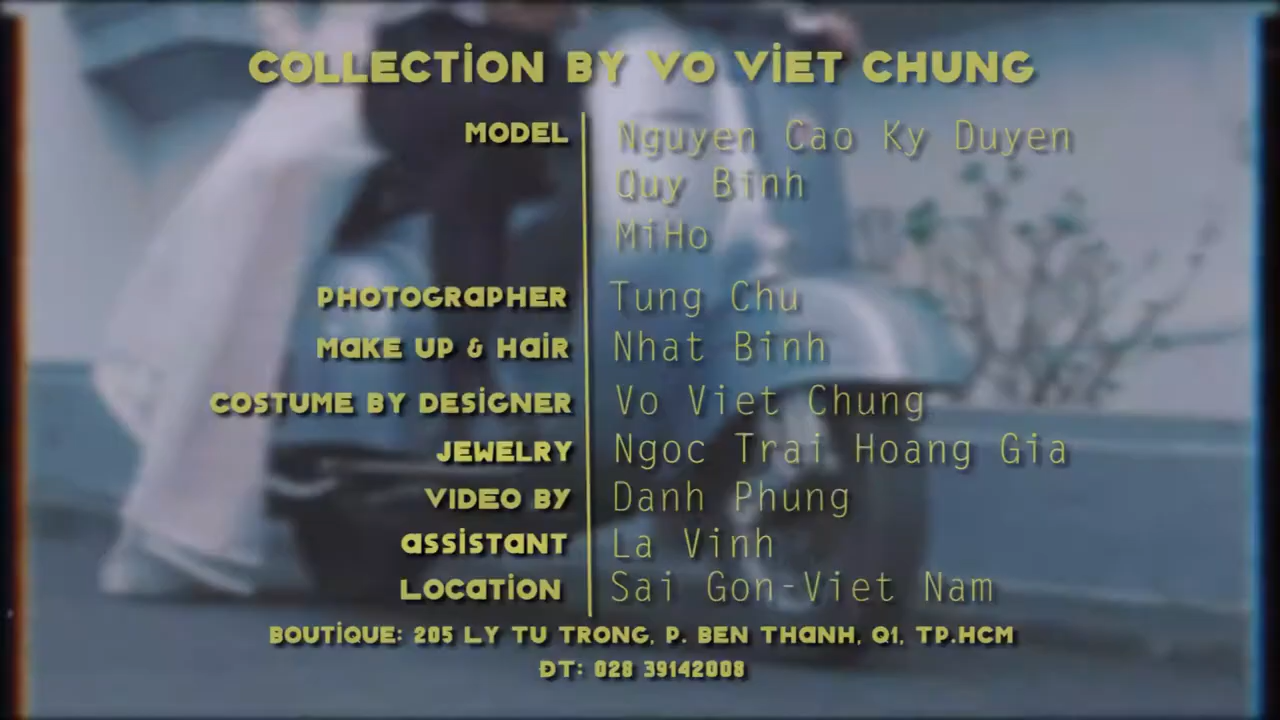 COLLECTION BY VO VIET CHUNG
MODEL Nguyen Cao Ky Duyen
Quy Binh
MiHo
PHOTOGRAPHER Tung Chu
MAKE UP & HAIR Nhat Binh
COSTUME BY DESIGNER Vo Viet Chung
JEWELRY Ngoc Trai Hoang Gia
VIDEO BY Danh Phung
ASSISTANT La Vinh
LOCATION Sai Gon-Viet Nam
BOUTIQUE: 205 LY TU TRONG, P. BEN THANH, Q1, TP.HCM
ĐT: 028 39142008